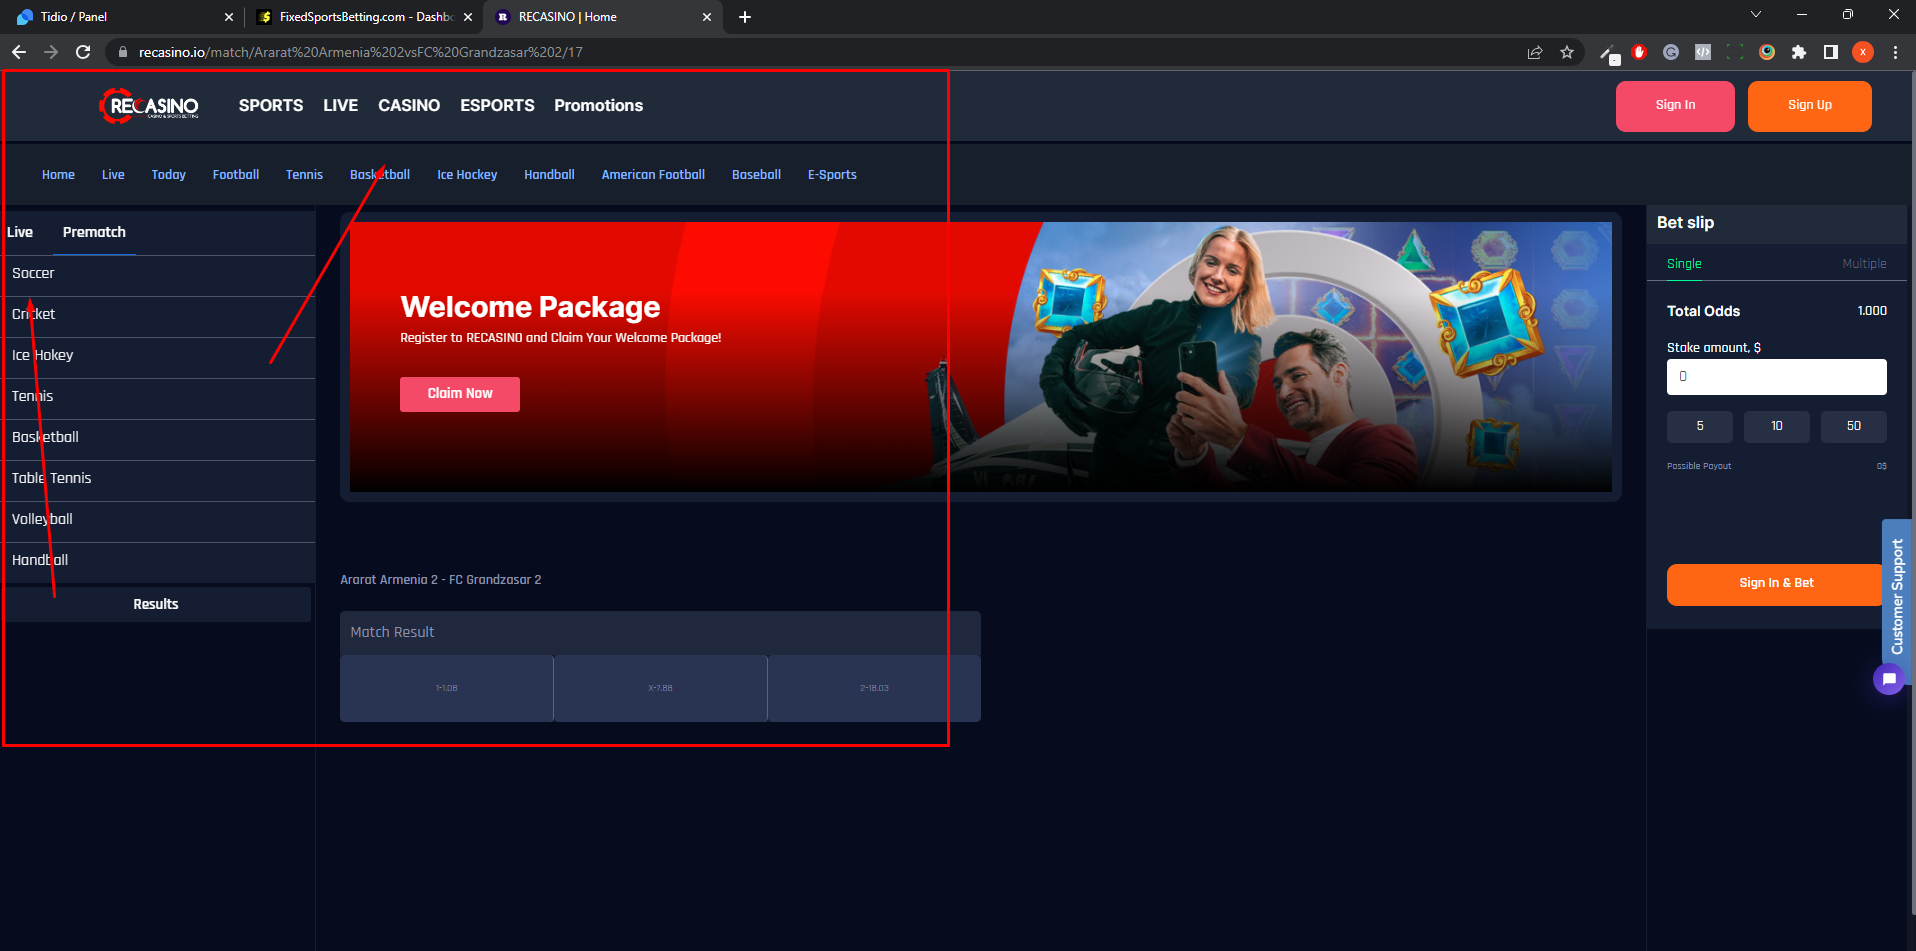 Tidio / Panel
FixedSportsBetting.com - Dashbo
RECASINO | Home
recasino.io/match/Ararat%20Armenia%202vsFC%20Grandzasar%202/17
x
RECASINO
CASINO & SPORTS BETTING
SPORTS LIVE CASINO ESPORTS Promotions
Sign In
Sign Up
Home Live Today Football Tennis Basketball Ice Hockey Handball American Football Baseball E-Sports
Live Prematch
Soccer
Cricket
Ice Hokey
Tennis
Basketball
Table Tennis
Volleyball
Handball
Results
Welcome Package
Register to RECASINO and Claim Your Welcome Package!
Claim Now
Ararat Armenia 2 - FC Grandzasar 2
Match Result
1-1.08 X-7.88 2-18.03
Bet slip
Single Multiple
Total Odds 1.000
Stake amount, $
5 10 50
Possible Payout 0$
Sign In & Bet
Customer Support